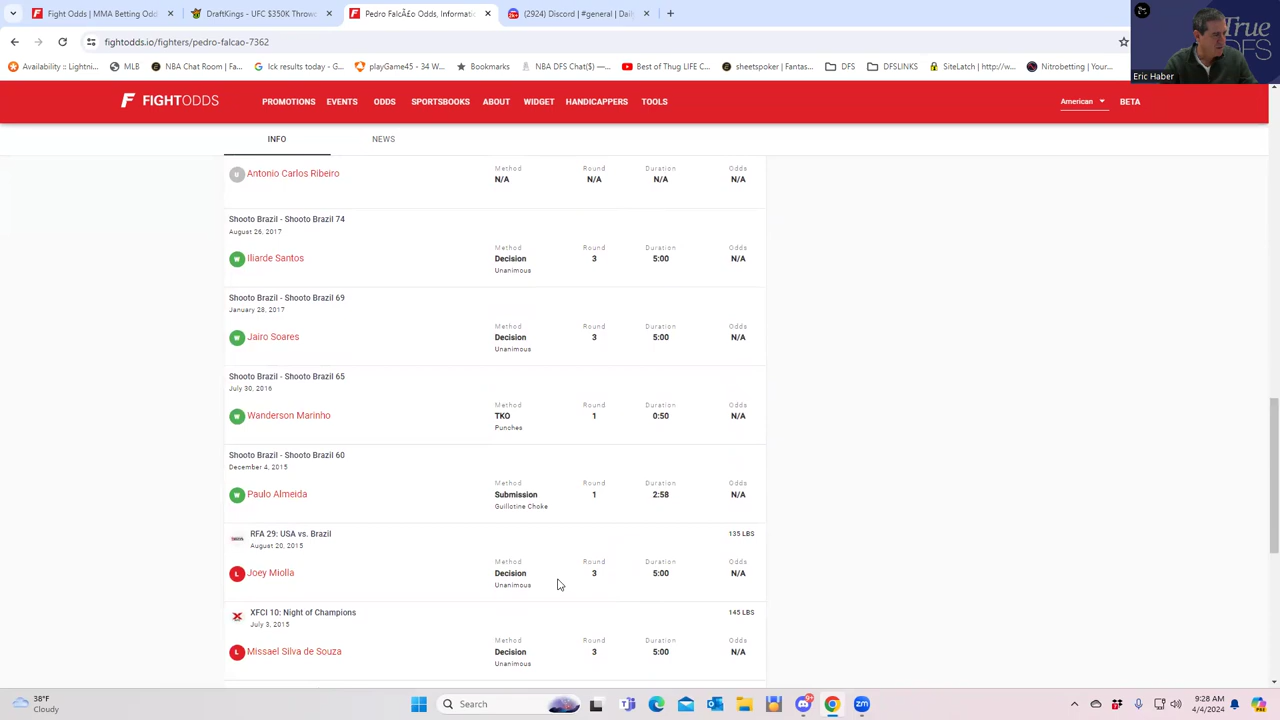 FightOdds | MMA Betting Odd
DraftKings - UFC Betting Odds
Pedro FalcÃ£o Odds, Informatic
(2924) Discord | #general | Dail
fightodds.io/fighters/pedro-falcao-7362
True
DFS
Eric Haber
Availability :: Lightni...
MLB
NBA Chat Room | Fa...
Ick results today - G...
playGame45 - 34 W...
Bookmarks
NBA DFS Chat($) —...
Best of Thug LIFE C...
sheetspoker | Fantas...
DFS
DFSLINKS
SiteLatch | http://w...
Nitrobetting | Your...
FIGHTODDS
PROMOTIONS
EVENTS
ODDS
SPORTSBOOKS
ABOUT
WIDGET
HANDICAPPERS
TOOLS
American
BETA
INFO
NEWS
U Antonio Carlos Ribeiro
Method Round Duration Odds
N/A N/A N/A N/A
Shooto Brazil - Shooto Brazil 74
August 26, 2017
W Iliarde Santos
Method Round Duration Odds
Decision 3 5:00 N/A
Unanimous
Shooto Brazil - Shooto Brazil 69
January 28, 2017
W Jairo Soares
Method Round Duration Odds
Decision 3 5:00 N/A
Unanimous
Shooto Brazil - Shooto Brazil 65
July 30, 2016
W Wanderson Marinho
Method Round Duration Odds
TKO 1 0:50 N/A
Punches
Shooto Brazil - Shooto Brazil 60
December 4, 2015
W Paulo Almeida
Method Round Duration Odds
Submission 1 2:58 N/A
Guillotine Choke
RFA 29: USA vs. Brazil
August 20, 2015
135 LBS
L Joey Miolla
Method Round Duration Odds
Decision 3 5:00 N/A
Unanimous
XFCI 10: Night of Champions
July 3, 2015
145 LBS
L Missael Silva de Souza
Method Round Duration Odds
Decision 3 5:00 N/A
Unanimous
38°F
Cloudy
Search
zm
9:28 AM
4/4/2024